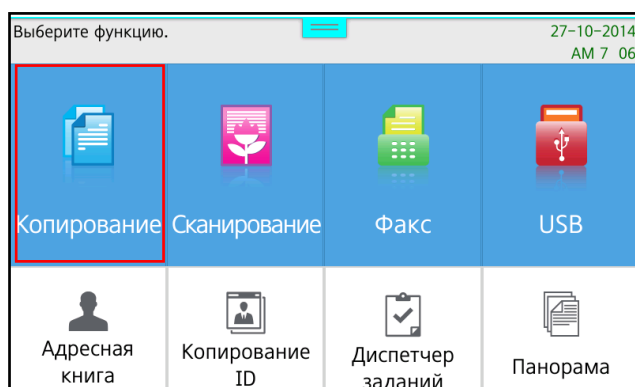 Выберите функцию.
27-10-2014
AM 7 06
Копирование
Сканирование
Факс
USB
Адресная
книга
Копирование
ID
Диспетчер
заданий
Панорама